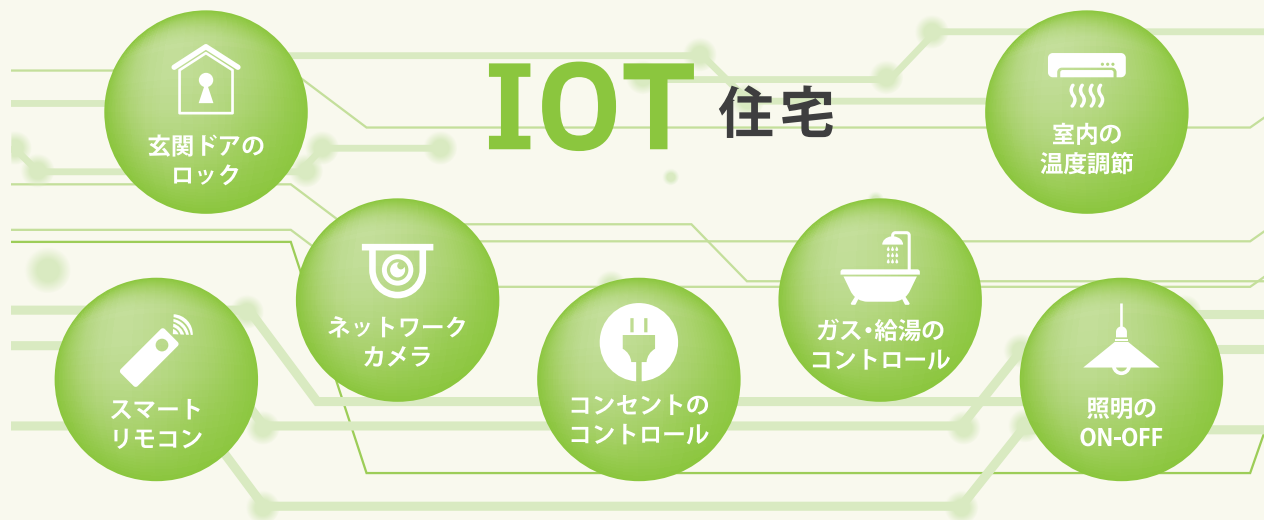 IOT 住宅
玄関ドアの
ロック
室内の
温度調節
ネットワーク
カメラ
ガス・給湯の
コントロール
スマート
リモコン
コンセントの
コントロール
照明の
ON-OFF